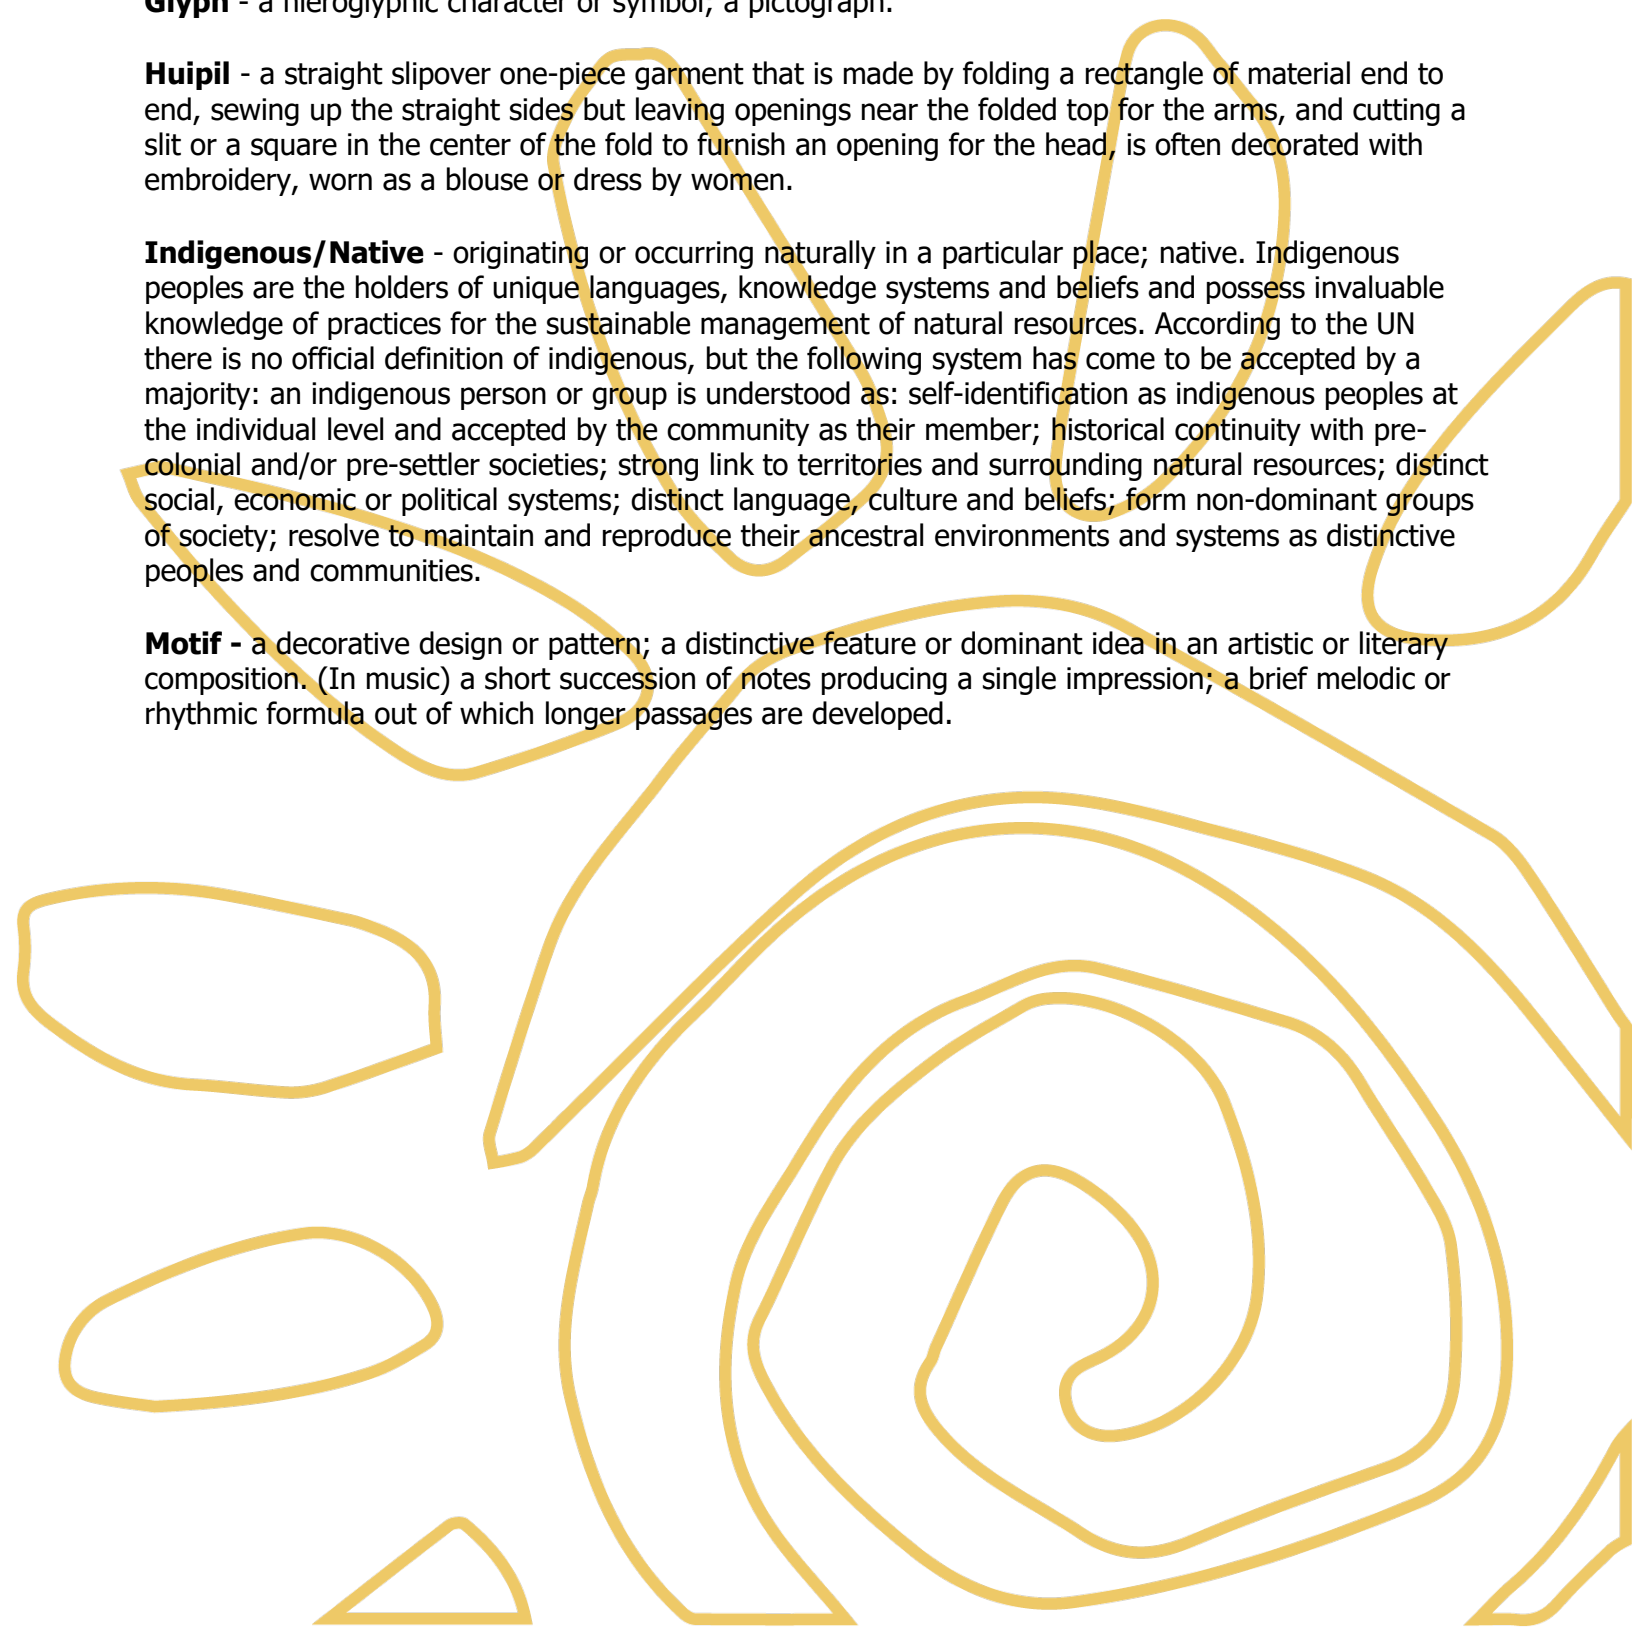 Glyph - a hieroglyphic character or symbol; a pictograph.
Huipil - a straight slipover one-piece garment that is made by folding a rectangle of material end to
end, sewing up the straight sides but leaving openings near the folded top for the arms, and cutting a
slit or a square in the center of the fold to furnish an opening for the head, is often decorated with
embroidery, worn as a blouse or dress by women.
Indigenous/Native - originating or occurring naturally in a particular place; native. Indigenous
peoples are the holders of unique languages, knowledge systems and beliefs and possess invaluable
knowledge of practices for the sustainable management of natural resources. According to the UN
there is no official definition of indigenous, but the following system has come to be accepted by a
majority: an indigenous person or group is understood as: self-identification as indigenous peoples at
the individual level and accepted by the community as their member; historical continuity with pre-
colonial and/or pre-settler societies; strong link to territories and surrounding natural resources; distinct
social, economic or political systems; distinct language, culture and beliefs; form non-dominant groups
of society; resolve to maintain and reproduce their ancestral environments and systems as distinctive
peoples and communities.
Motif - a decorative design or pattern; a distinctive feature or dominant idea in an artistic or literary
composition. (In music) a short succession of notes producing a single impression; a brief melodic or
rhythmic formula out of which longer passages are developed.